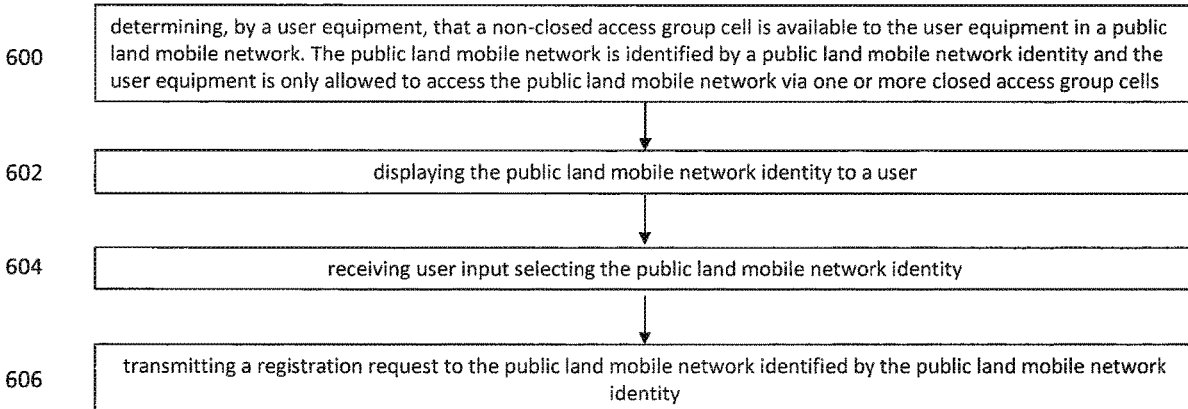 600
determining, by a user equipment, that a non-closed access group cell is available to the user equipment in a public
land mobile network. The public land mobile network is identified by a public land mobile network identity and the
user equipment is only allowed to access the public land mobile network via one or more closed access group cells
602
displaying the public land mobile network identity to a user
604
receiving user input selecting the public land mobile network identity
606
transmitting a registration request to the public land mobile network identified by the public land mobile network
identity